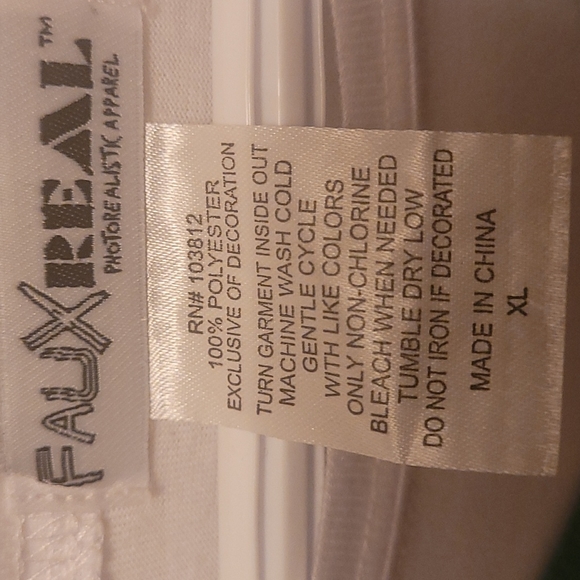 FAUX REAL™
PHOTOREALISTIC APPAREL
RN# 103812
100% POLYESTER
EXCLUSIVE OF DECORATION
TURN GARMENT INSIDE OUT
MACHINE WASH COLD
GENTLE CYCLE
WITH LIKE COLORS
ONLY NON-CHLORINE
BLEACH WHEN NEEDED
TUMBLE DRY LOW
DO NOT IRON IF DECORATED
MADE IN CHINA
XL